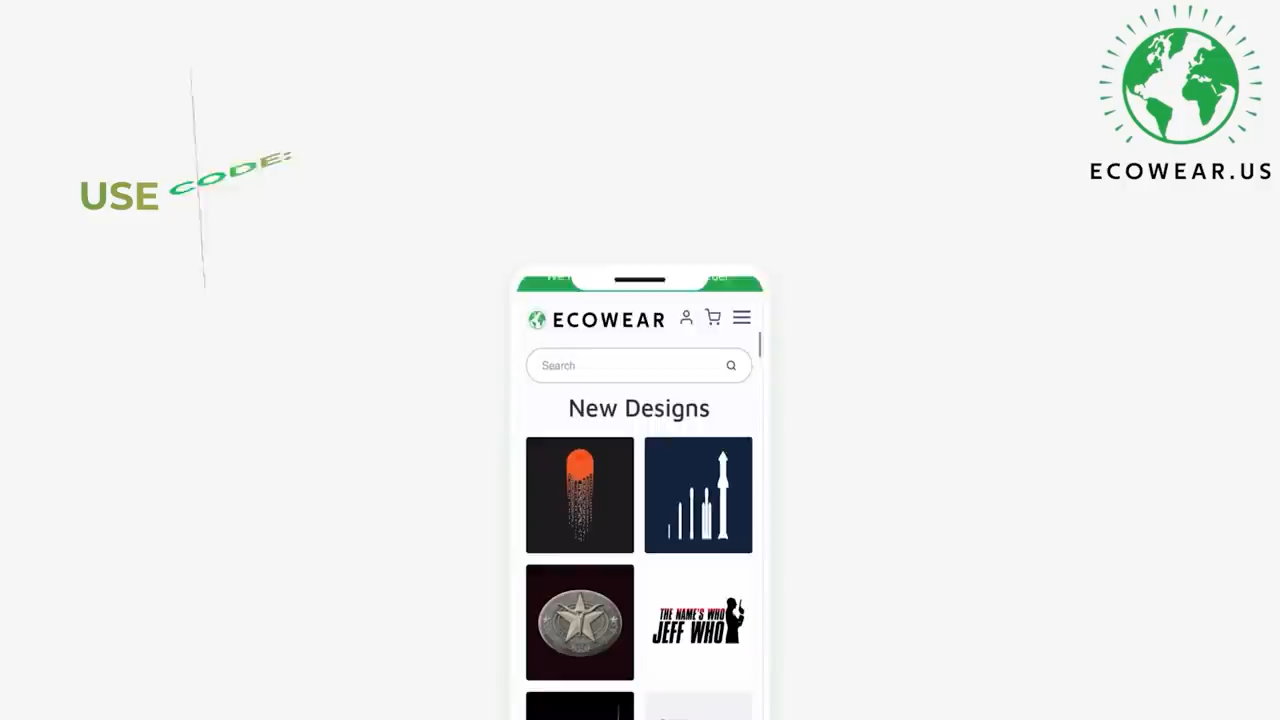 USE CODE:
ECOWEAR.US
ECOWEAR
Search
New Designs
THE NAME'S WHO
JEFF WHO